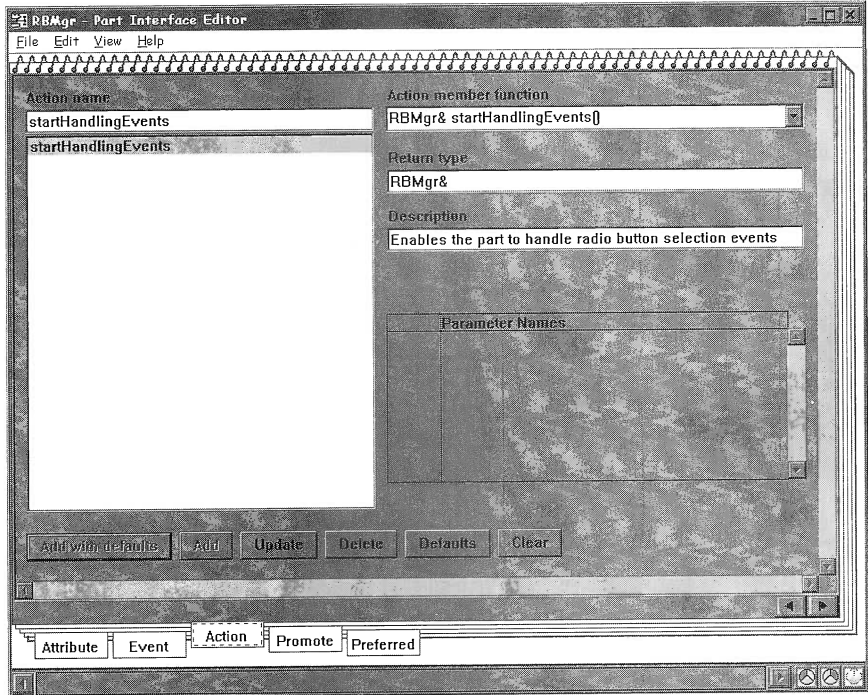 RBMgr - Part Interface Editor
File Edit View Help
Action name
startHandlingEvents
startHandlingEvents
Action member function
RBMgr& startHandlingEvents()
Return type
RBMgr&
Description
Enables the part to handle radio button selection events
Parameter Names
Add with defaults Add Update Delete Defaults Clear
Attribute Event Action Promote Preferred